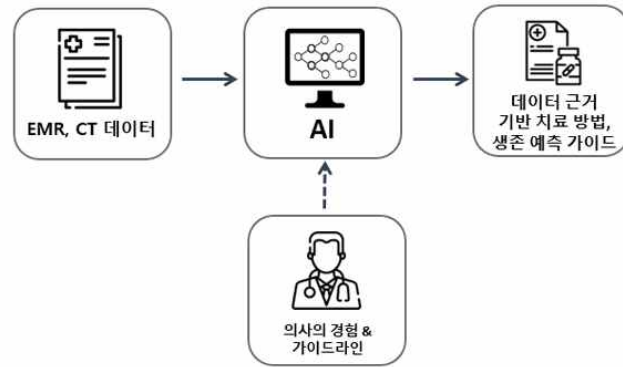 EMR, CT 데이터
AI
데이터 근거
기반 치료 방법,
생존 예측 가이드
의사의 경험 &
가이드라인